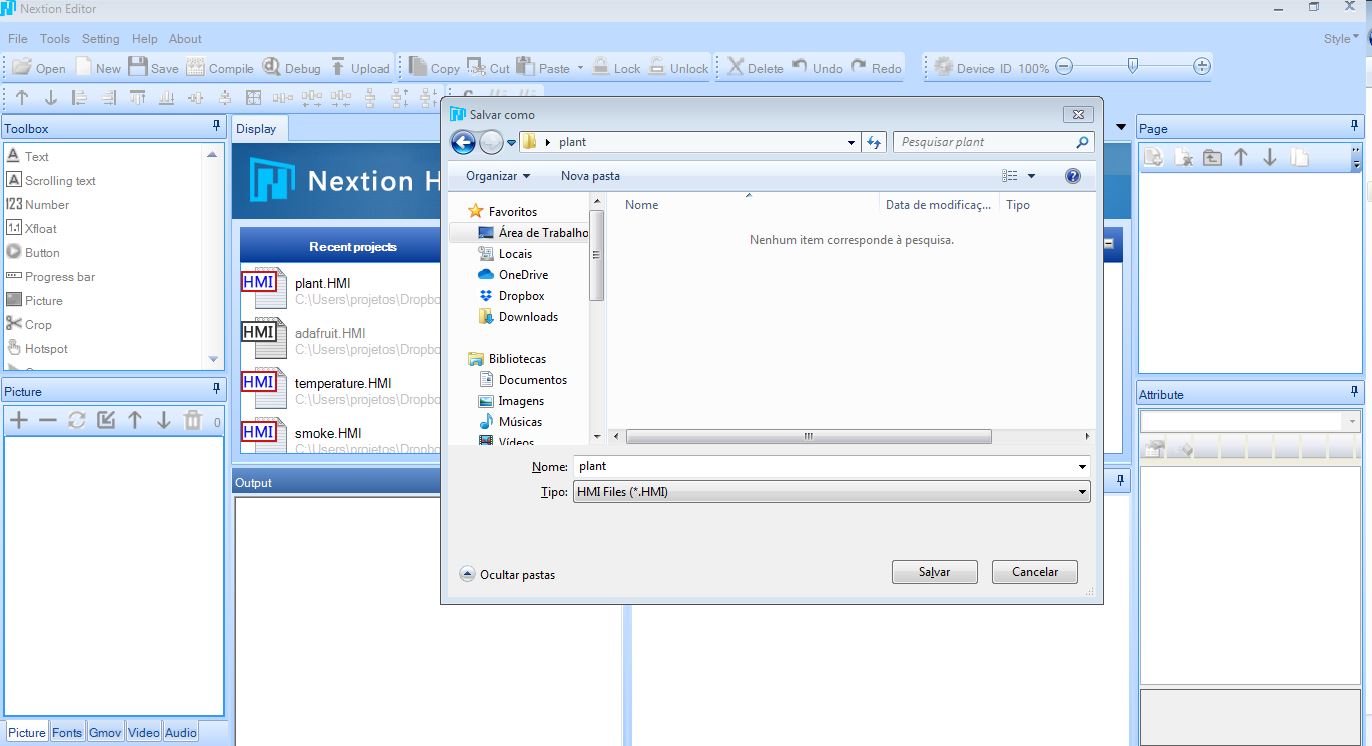 Nextion Editor
File Tools Setting Help About Style
Open New Save Compile Debug Upload Copy Cut Paste Lock Unlock Delete Undo Redo Device ID 100%
Toolbox
Text
Scrolling text
123 Number
1.1 Xfloat
Button
Progress bar
Picture
Crop
Hotspot
Picture
0
Picture Fonts Gmov Video Audio
Display
Nextion H
Recent projects
HMI plant.HMI
C:\Users\projetos\Dropbo
HMI adafruit.HMI
C:\Users\projetos\Dropbo
HMI temperature.HMI
C:\Users\projetos\Dropbo
HMI smoke.HMI
C:\Users\projetos\Dropbo
Output
Salvar como
plant
Pesquisar plant
Organizar Nova pasta
Favoritos
Área de Trabalho
Locais
OneDrive
Dropbox
Downloads
Bibliotecas
Documentos
Imagens
Músicas
Vídeos
Nome Data de modificaç... Tipo
Nenhum item corresponde à pesquisa.
Nome: plant
Tipo: HMI Files (*.HMI)
Ocultar pastas
Salvar Cancelar
Page
Attribute